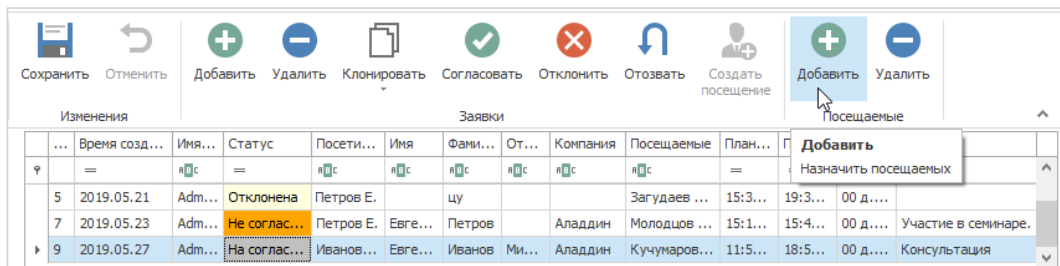 Сохранить Отменить Добавить Удалить Клонировать Согласовать Отклонить Отозвать Создать посещение Добавить Удалить
Изменения Заявки Посещаемые
... Время созд... Имя... Статус Посети... Имя Фами... От... Компания Посещаемые План... П
Добавить
Назначить посещаемых
= =  =
5 2019.05.21 Adm... Отклонена Петров Е. цу Загудаев ... 15:3... 19:3... 00 д....
7 2019.05.23 Adm... Не соглас... Петров Е. Евге... Петров Аладдин Молодцов ... 15:1... 15:4... 00 д.... Участие в семинаре.
9 2019.05.27 Adm... На соглас... Иванов... Евге... Иванов Ми... Аладдин Кучумаров... 11:5... 18:5... 00 д.... Консультация